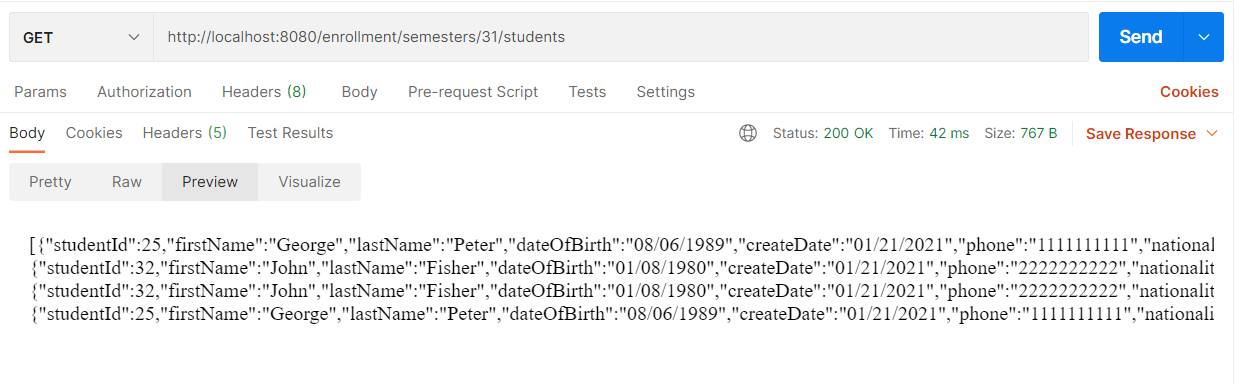 GET http://localhost:8080/enrollment/semesters/31/students Send
Params Authorization Headers (8) Body Pre-request Script Tests Settings Cookies
Body Cookies Headers (5) Test Results Status: 200 OK Time: 42 ms Size: 767 B Save Response
Pretty Raw Preview Visualize
[{"studentId":25,"firstName":"George","lastName":"Peter","dateOfBirth":"08/06/1989","createDate":"01/21/2021","phone":"1111111111","national
{"studentId":32,"firstName":"John","lastName":"Fisher","dateOfBirth":"01/08/1980","createDate":"01/21/2021","phone":"2222222222","nationalit
{"studentId":32,"firstName":"John","lastName":"Fisher","dateOfBirth":"01/08/1980","createDate":"01/21/2021","phone":"2222222222","nationalit
{"studentId":25,"firstName":"George","lastName":"Peter","dateOfBirth":"08/06/1989","createDate":"01/21/2021","phone":"1111111111","nationali